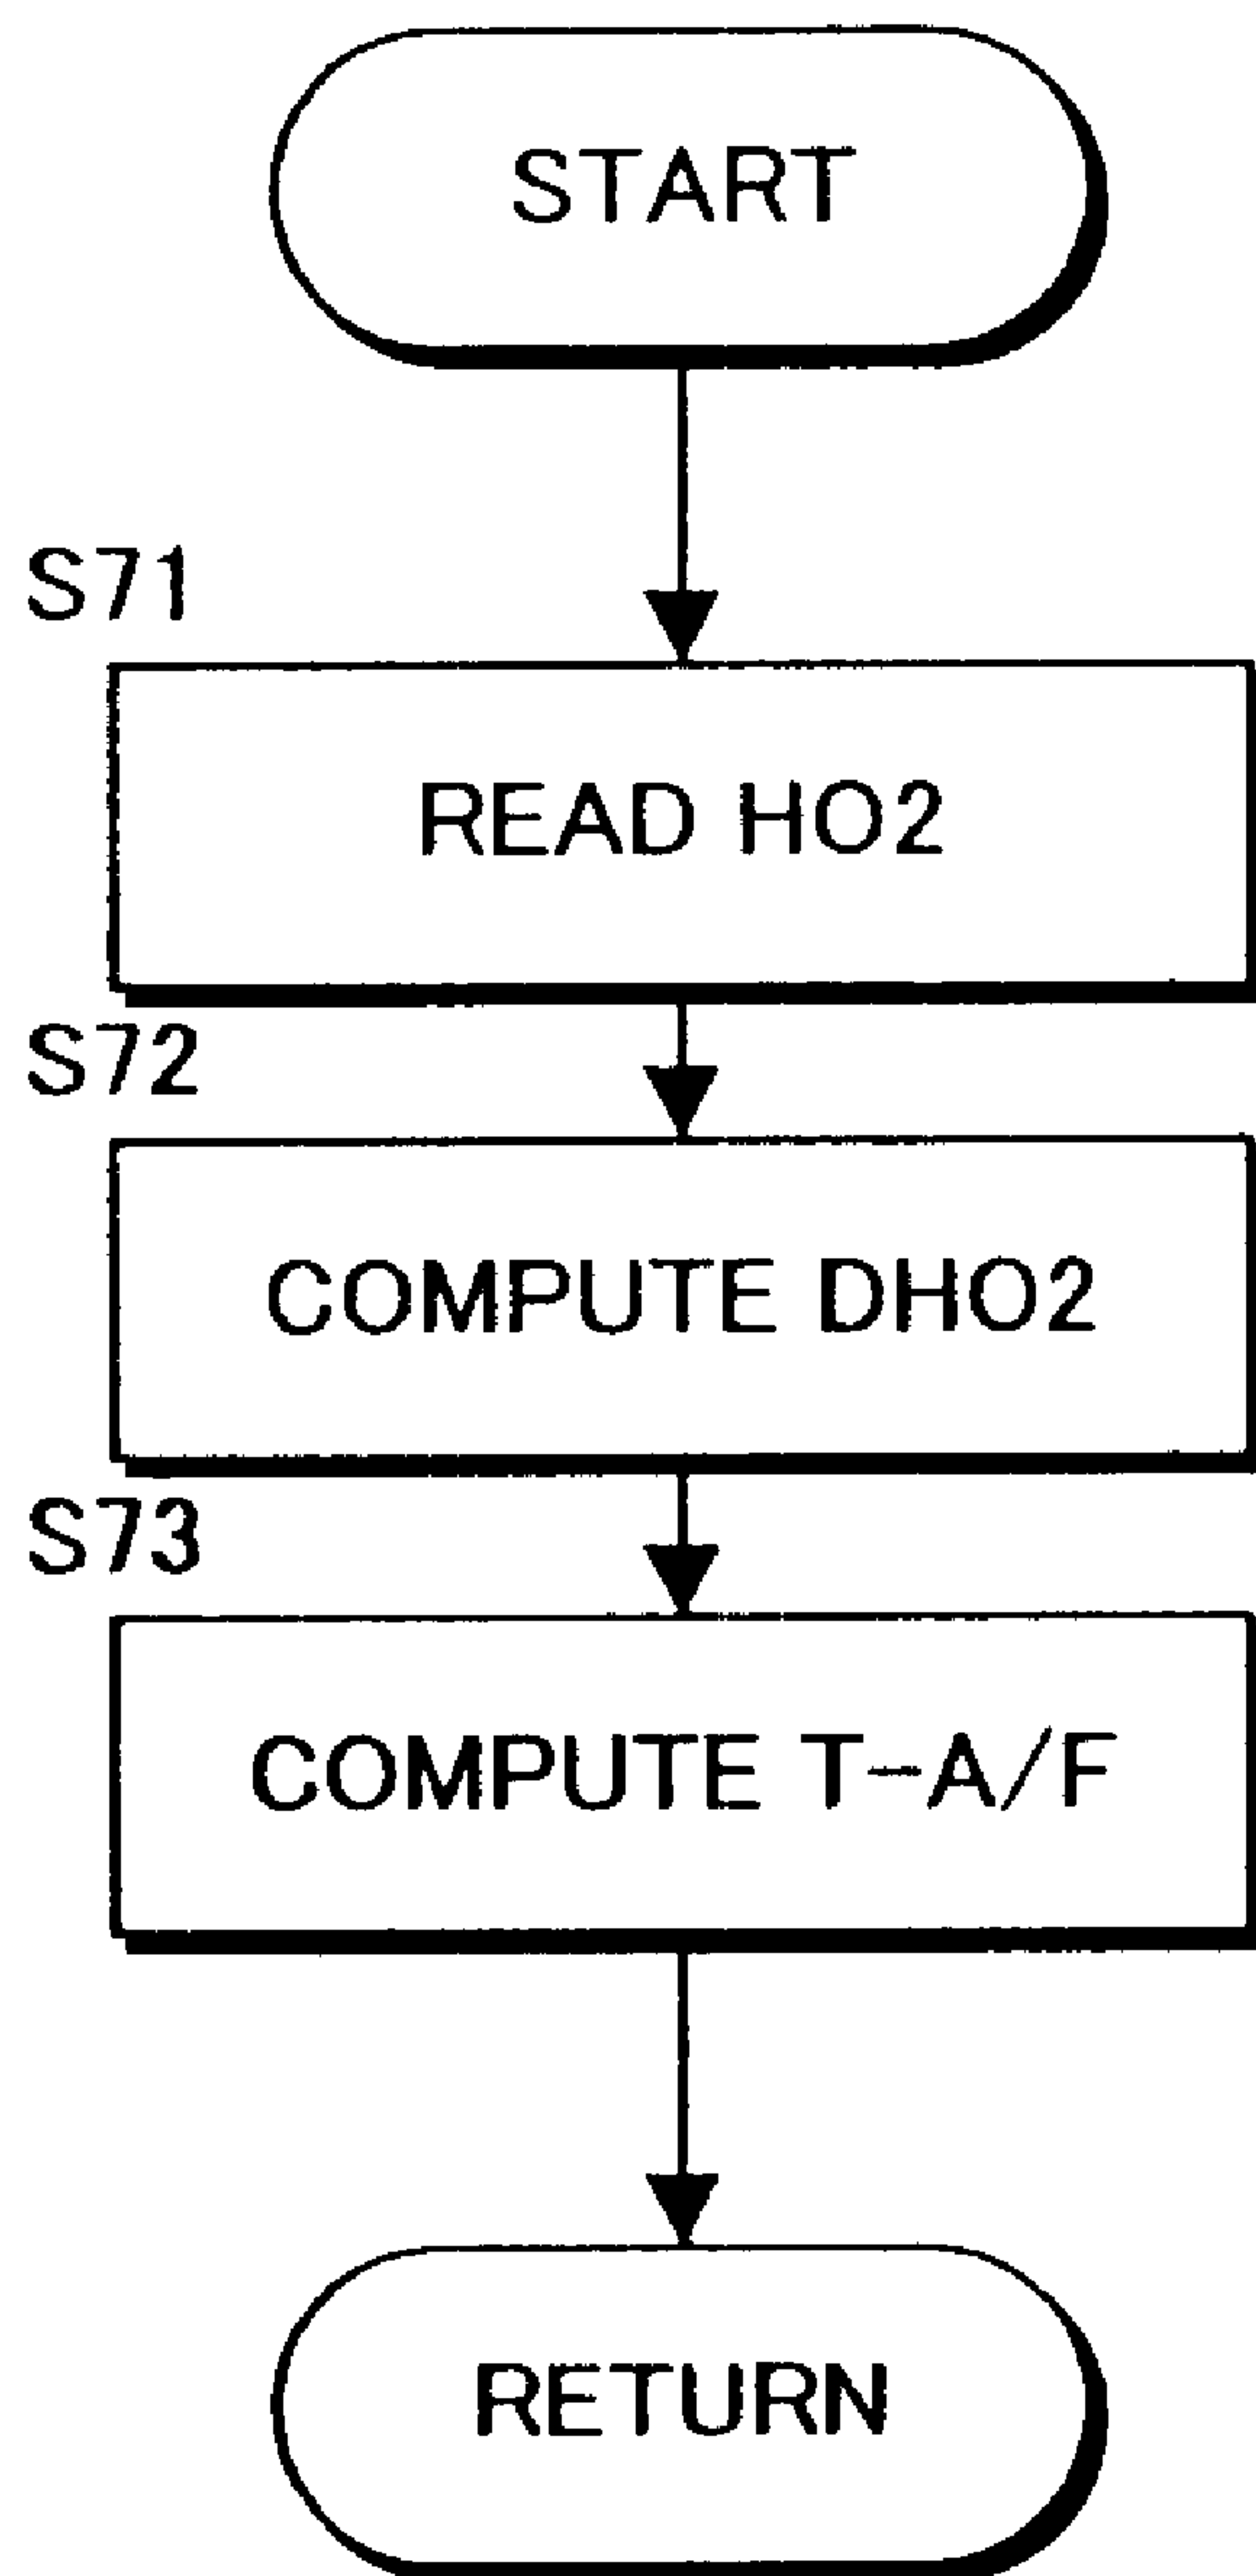 START
S71
READ HO2
S72
COMPUTE DHO2
S73
COMPUTE T-A/F
RETURN